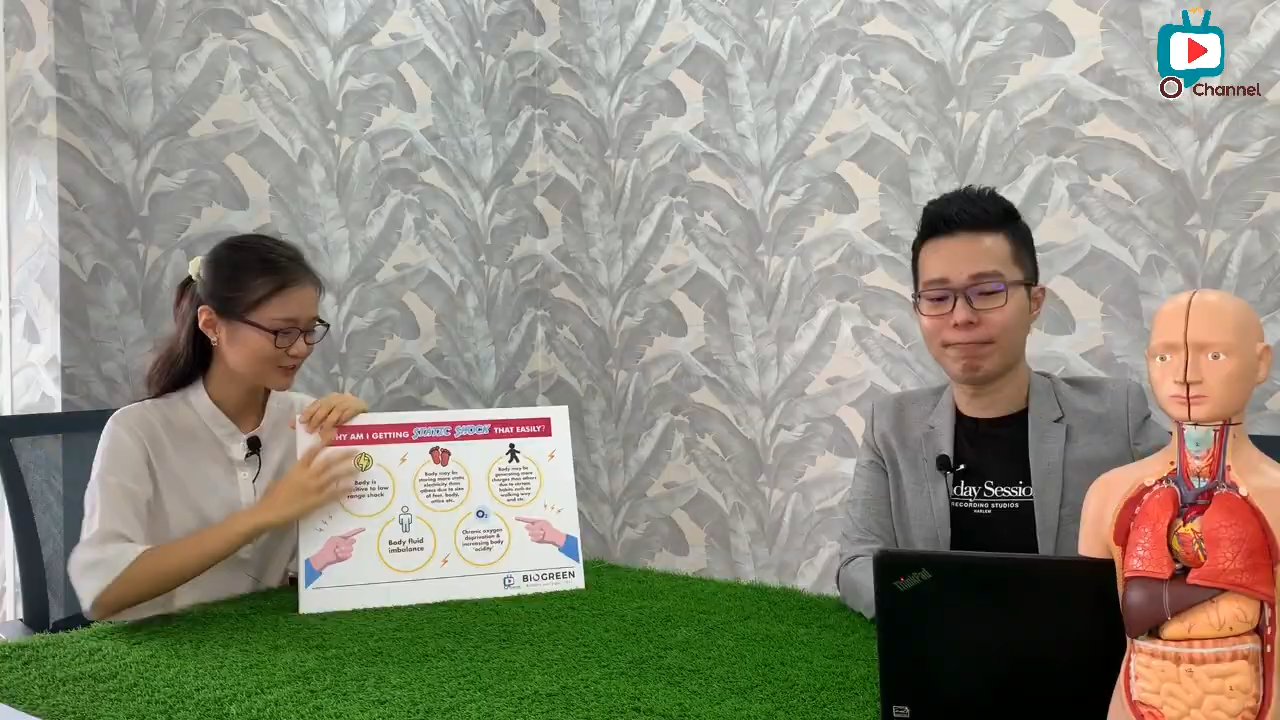 Channel
HY AM I GETTING STATIC SHOCK THAT EASILY?
Body is
itive to low
range shock
Body may be
storing more static
electricity than
others due to size
of feet, body,
attire etc.
Body may be
generating more
charges than others
due to certain
habits such as
walking way
and etc.
Body fluid
imbalance
O₂
Chronic oxygen
deprivation &
increasing body
'acidity'
BIOGREEN
day Sessio
RECORDING STUDIOS
HARLEM
ThinkPad